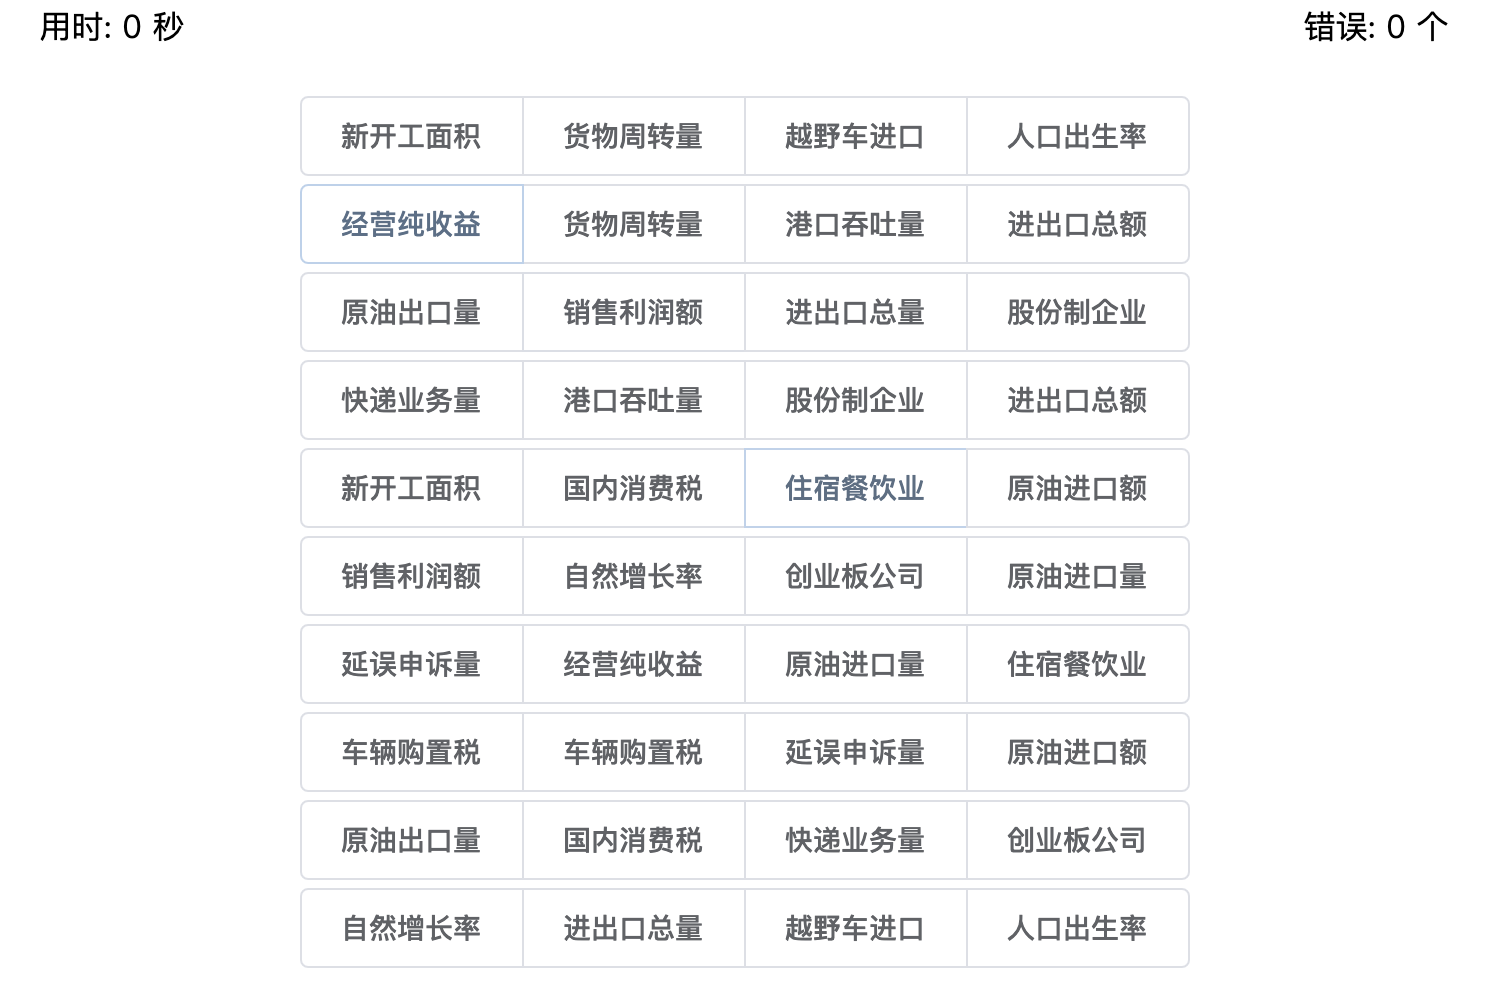 用时: 0 秒 错误: 0 个
新开工面积 货物周转量 越野车进口 人口出生率
经营纯收益 货物周转量 港口吞吐量 进出口总额
原油出口量 销售利润额 进出口总量 股份制企业
快递业务量 港口吞吐量 股份制企业 进出口总额
新开工面积 国内消费税 住宿餐饮业 原油进口额
销售利润额 自然增长率 创业板公司 原油进口量
延误申诉量 经营纯收益 原油进口量 住宿餐饮业
车辆购置税 车辆购置税 延误申诉量 原油进口额
原油出口量 国内消费税 快递业务量 创业板公司
自然增长率 进出口总量 越野车进口 人口出生率